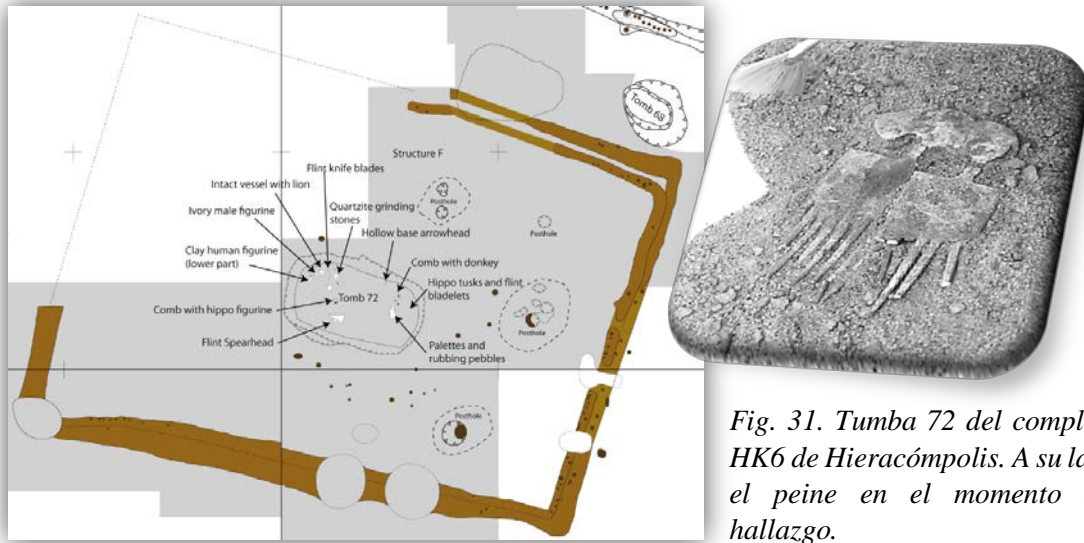 Tomb 68
Structure F
Flint knife blades
Intact vessel with lion
Ivory male figurine
Quartzite grinding
stones
Posthole
Hollow base arrowhead
Posthole
Clay human figurine
(lower part)
Comb with donkey
Hippo tusks and flint
bladelets
Tomb 72
Comb with hippo figurine
Posthole
Flint Spearhead
Palettes and
rubbing pebbles
Posthole
Fig. 31. Tumba 72 del compl
HK6 de Hieracómpolis. A su la
el peine en el momento
hallazgo.